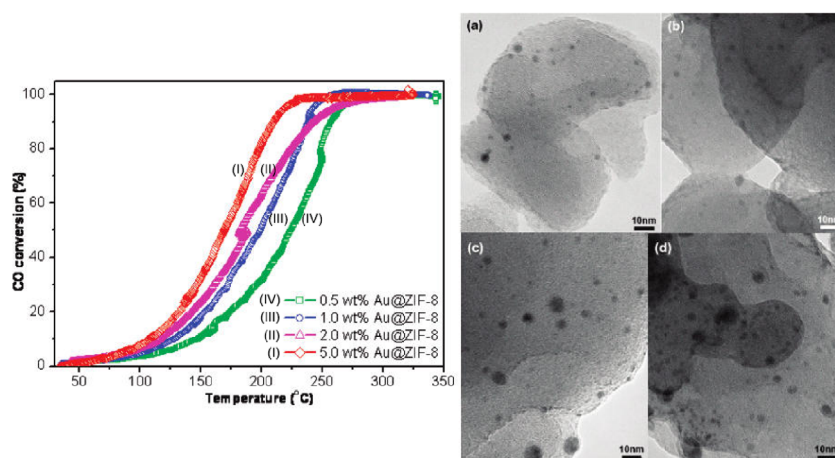 CO conversion (%)
100
80
60
40
20
0
(I)
(II)
(III)
(IV)
(IV) 0.5 wt% Au@ZIF-8
(III) 1.0 wt% Au@ZIF-8
(II) 2.0 wt% Au@ZIF-8
(I) 5.0 wt% Au@ZIF-8
50 100 150 200 250 300 350
Temperature (°C)
(a)
10nm
(b)
10nm
(c)
10nm
(d)
10nm